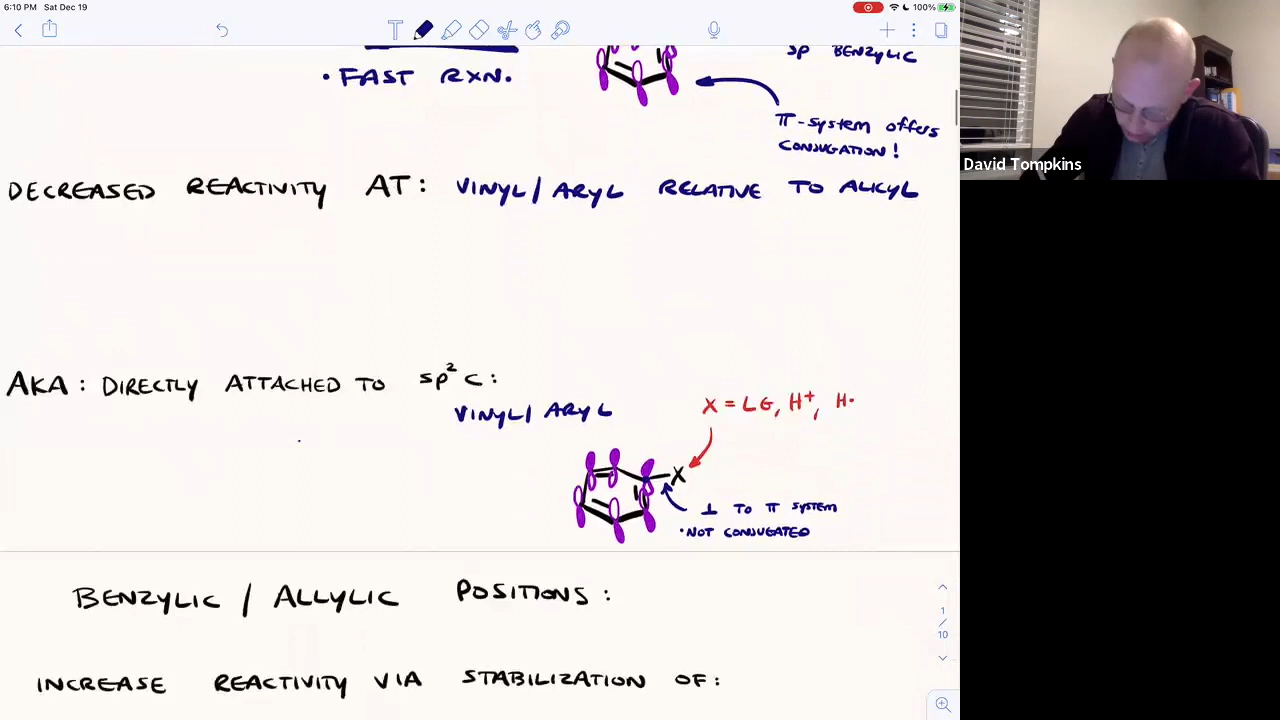 6:10 PM Sat Dec 19
100%
T
SP BENZYLIC
• FAST RXN.
π-system offers
CONJUGATION!
David Tompkins
DECREASED REACTIVITY AT: VINYL/ARYL RELATIVE TO ALKYL
AKA: DIRECTLY ATTACHED TO sp² C:
VINYL/ARYL
X = LG, H⁺, H•
X
⊥ TO π SYSTEM
•NOT CONJUGATED
BENZYLIC / ALLYLIC POSITIONS:
1
/
10
INCREASE REACTIVITY VIA STABILIZATION OF: